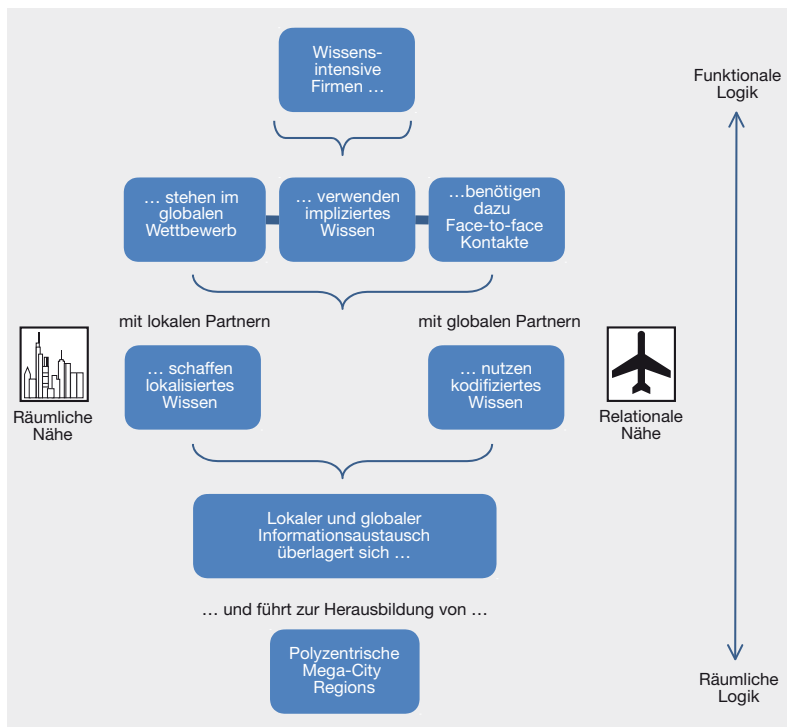 Wissens-
intensive
Firmen …
Funktionale
Logik
… stehen im
globalen
Wettbewerb
… verwenden
impliziertes
Wissen
…benötigen
dazu
Face-to-face
Kontakte
mit lokalen Partnern
mit globalen Partnern
… schaffen
lokalisiertes
Wissen
… nutzen
kodifiziertes
Wissen
Räumliche
Nähe
Relationale
Nähe
Lokaler und globaler
Informationsaustausch
überlagert sich …
… und führt zur Herausbildung von …
Polyzentrische
Mega-City
Regions
Räumliche
Logik